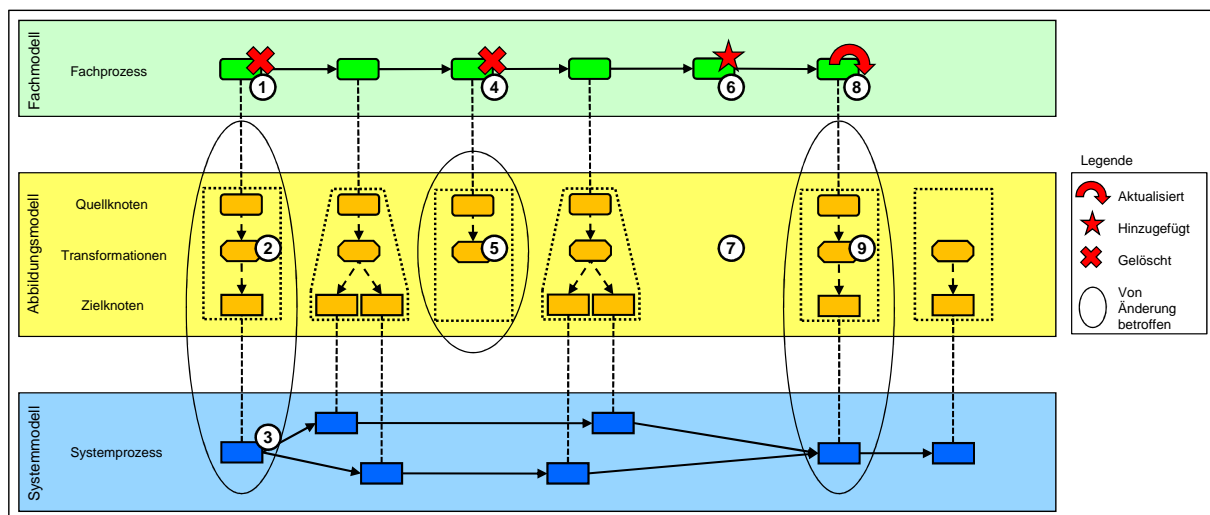 Fachmodell
Fachprozess
1
4
6
8
Abbildungsmodell
Quellknoten
Transformationen
Zielknoten
2
5
7
9
Systemmodell
Systemprozess
3
Legende
Aktualisiert
Hinzugefügt
Gelöscht
Von
Änderung
betroffen